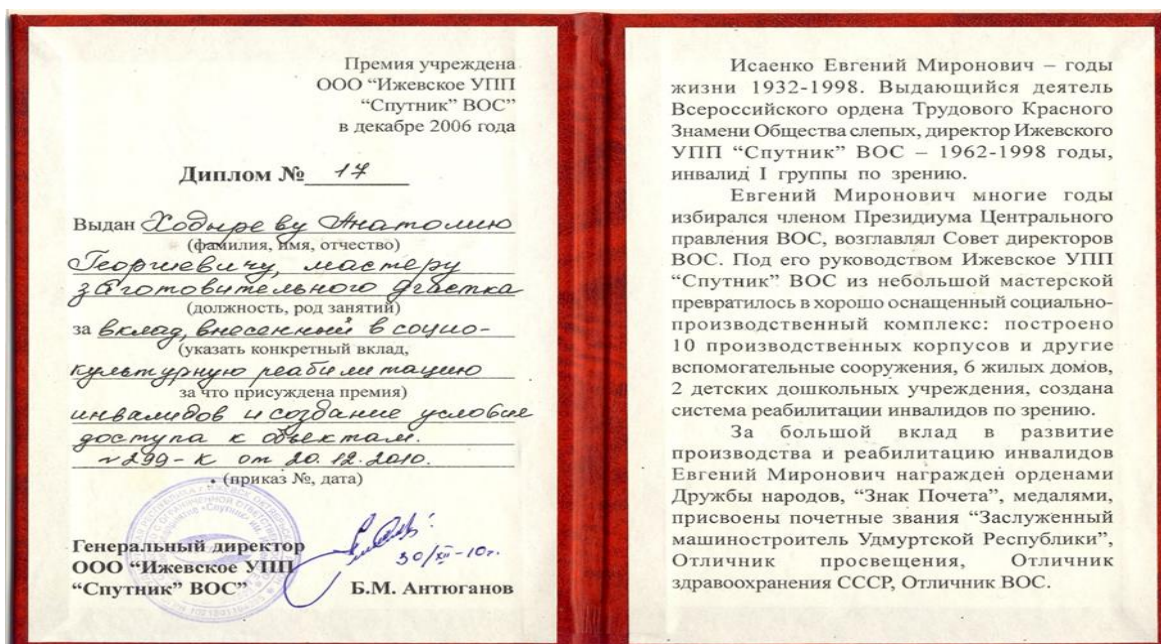 Премия учреждена
ООО “Ижевское УПП
“Спутник” ВОС”
в декабре 2006 года
Диплом № 17
Выдан Ходыреву Анатолию
(фамилия, имя, отчество)
Георгиевичу, мастеру
заготовительного участка
(должность, род занятий)
за вклад, внесенный в социо-
(указать конкретный вклад,
культурную реабилитацию
за что присуждена премия)
инвалидов и создание условие
доступа к объектам.
№ 299-к от 20.12.2010.
(приказ №, дата)
Генеральный директор
ООО “Ижевское УПП
“Спутник” ВОС”
30/XII-10г.
Б.М. Антюганов
Исаенко Евгений Миронович – годы
жизни 1932-1998. Выдающийся деятель
Всероссийского ордена Трудового Красного
Знамени Общества слепых, директор Ижевского
УПП “Спутник” ВОС – 1962-1998 годы,
инвалид I группы по зрению.
Евгений Миронович многие годы
избирался членом Президиума Центрального
правления ВОС, возглавлял Совет директоров
ВОС. Под его руководством Ижевское УПП
“Спутник” ВОС из небольшой мастерской
превратилось в хорошо оснащенный социально-
производственный комплекс: построено
10 производственных корпусов и другие
вспомогательные сооружения, 6 жилых домов,
2 детских дошкольных учреждения, создана
система реабилитации инвалидов по зрению.
За большой вклад в развитие
производства и реабилитацию инвалидов
Евгений Миронович награжден орденами
Дружбы народов, “Знак Почета”, медалями,
присвоены почетные звания “Заслуженный
машиностроитель Удмуртской Республики”,
Отличник просвещения, Отличник
здравоохранения СССР, Отличник ВОС.